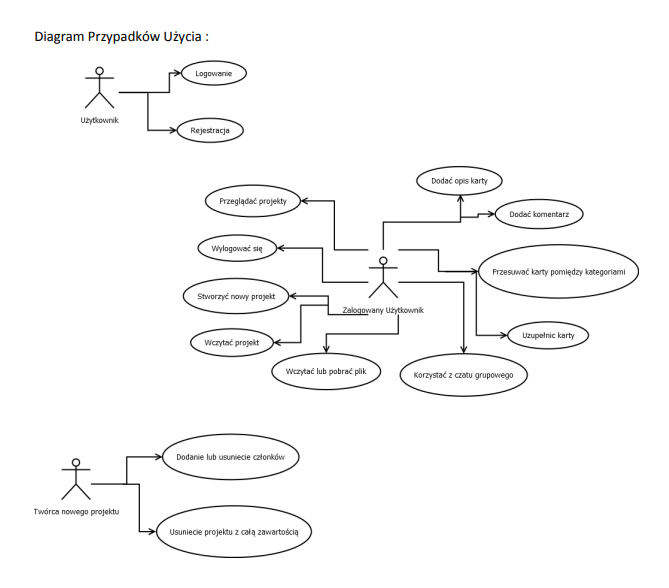 Diagram Przypadków Użycia :
Logowanie
Użytkownik
Rejestracja
Dodać opis karty
Przeglądać projekty
Dodać komentarz
Wylogować się
Przesuwać karty pomiędzy kategoriami
Stworzyć nowy projekt
Zalogowany Użytkownik
Uzupełnic karty
Wczytać projekt
Wczytać lub pobrać plik
Korzystać z czatu grupowego
Dodanie lub usuniecie członków
Twórca nowego projektu
Usuniecie projektu z całą zawartością